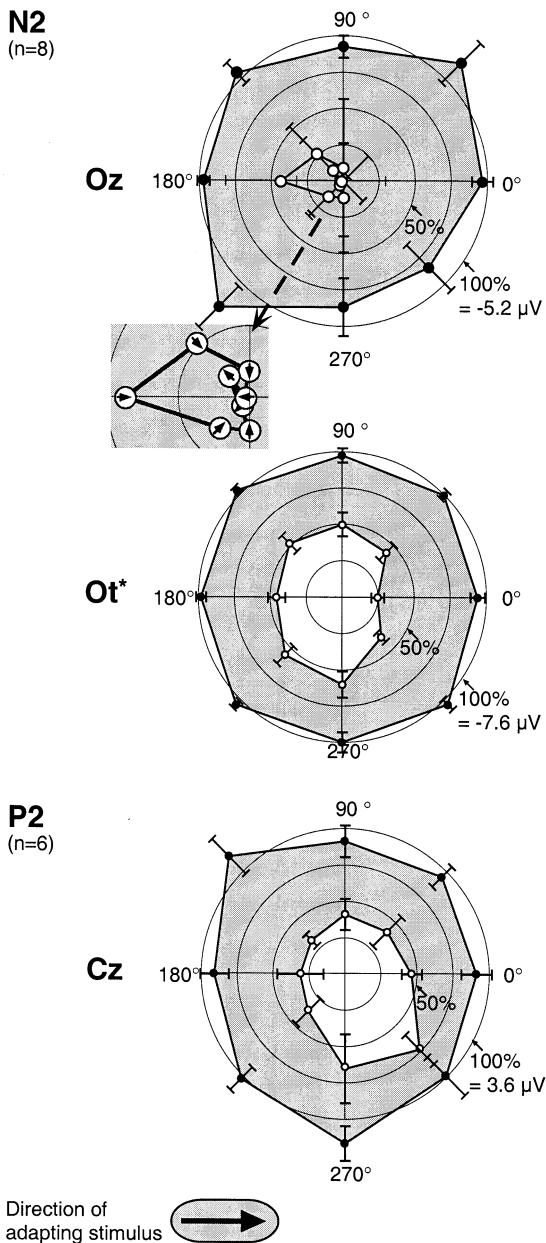 N2
(n=8)
90 °
Oz
180°
0°
50%
100%
= -5.2 µV
270°
90 °
Ot*
180°
0°
50%
100%
= -7.6 µV
270°
P2
(n=6)
90 °
Cz
180°
0°
50%
100%
= 3.6 µV
270°
Direction of
adapting stimulus